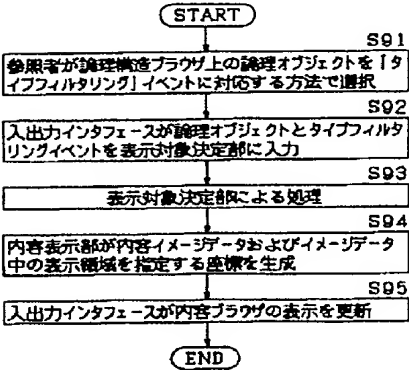 START
S91
参照者が論理構造ブラウザ上の論理オブジェクトを「タ
イプフィルタリング」イベントに対応する方法で選択
S92
入出力インタフェースが論理オブジェクトとタイプフィルタ
リングイベントを表示対象決定部に入力
S93
表示対象決定部による処理
S94
内容表示部が内容イメージデータおよびイメージデータ
中の表示領域を指定する座標を生成
S95
入出力インタフェースが内容ブラウザの表示を更新
END